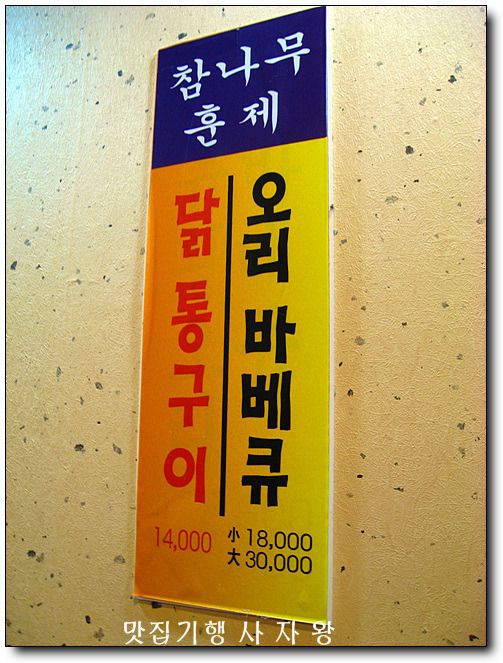 참나무
훈제
닭통구이
14,000
오리 바베큐
小 18,000
大 30,000
맛집기행 사 자 왕